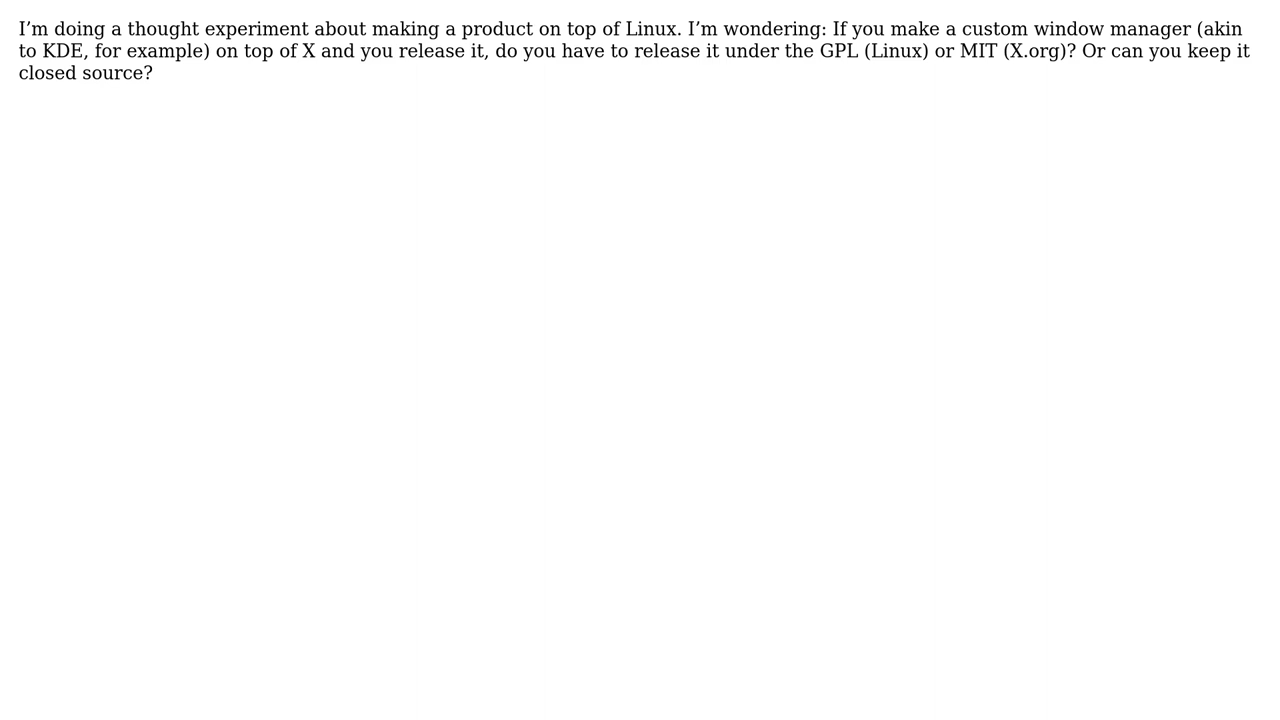 I’m doing a thought experiment about making a product on top of Linux. I’m wondering: If you make a custom window manager (akin
to KDE, for example) on top of X and you release it, do you have to release it under the GPL (Linux) or MIT (X.org)? Or can you keep it
closed source?